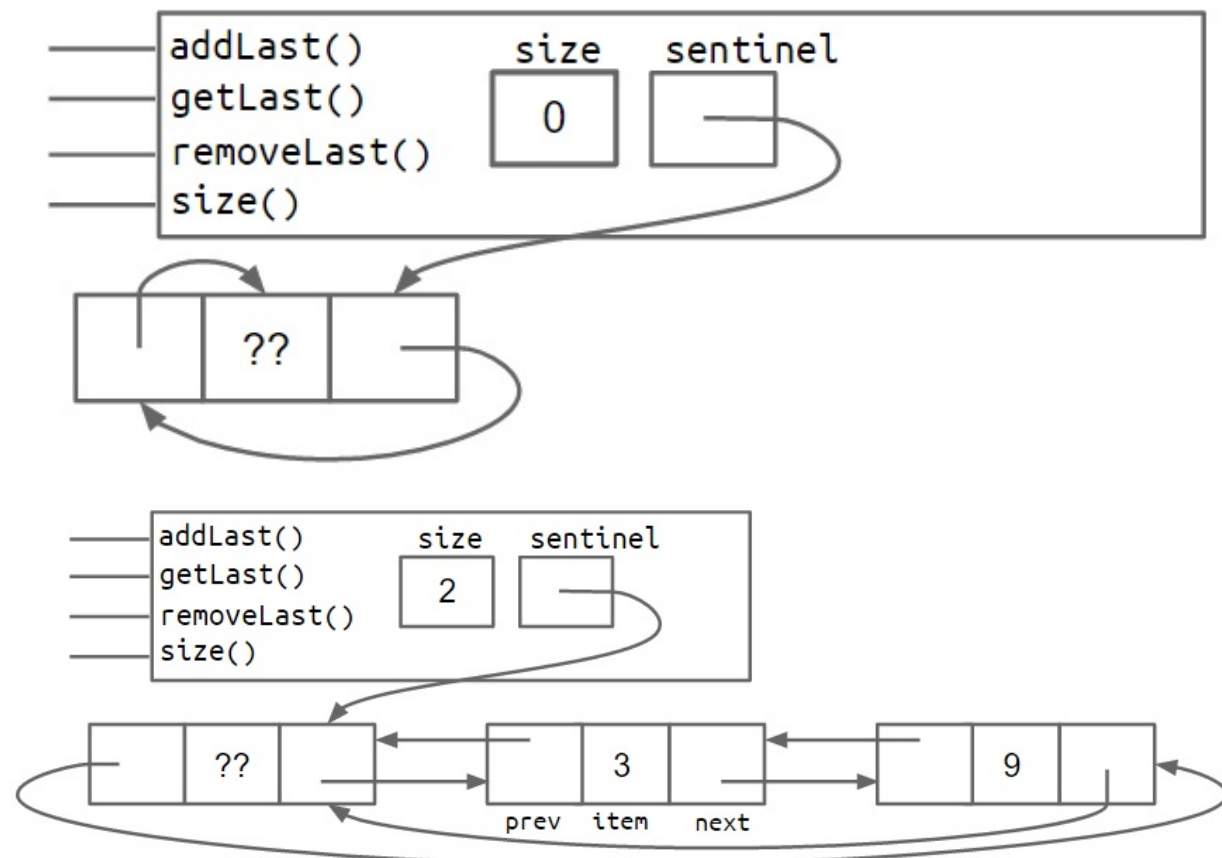 addLast()
size sentinel
getLast()
0
removeLast()
size()
??
addLast()
size sentinel
getLast()
2
removeLast()
size()
?? 3 9
prev item next